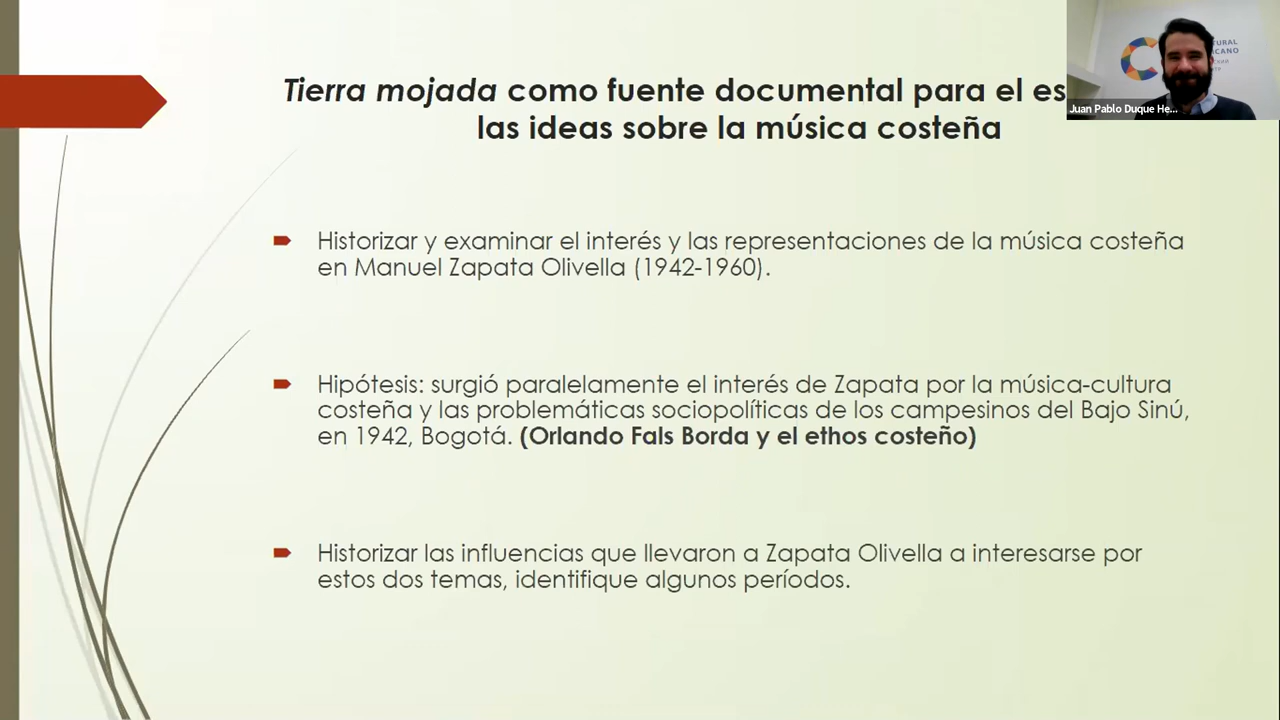 Tierra mojada como fuente documental para el es
las ideas sobre la música costeña
Juan Pablo Duque He...
Historizar y examinar el interés y las representaciones de la música costeña
en Manuel Zapata Olivella (1942-1960).
Hipótesis: surgió paralelamente el interés de Zapata por la música-cultura
costeña y las problemáticas sociopolíticas de los campesinos del Bajo Sinú,
en 1942, Bogotá. (Orlando Fals Borda y el ethos costeño)
Historizar las influencias que llevaron a Zapata Olivella a interesarse por
estos dos temas, identifique algunos períodos.